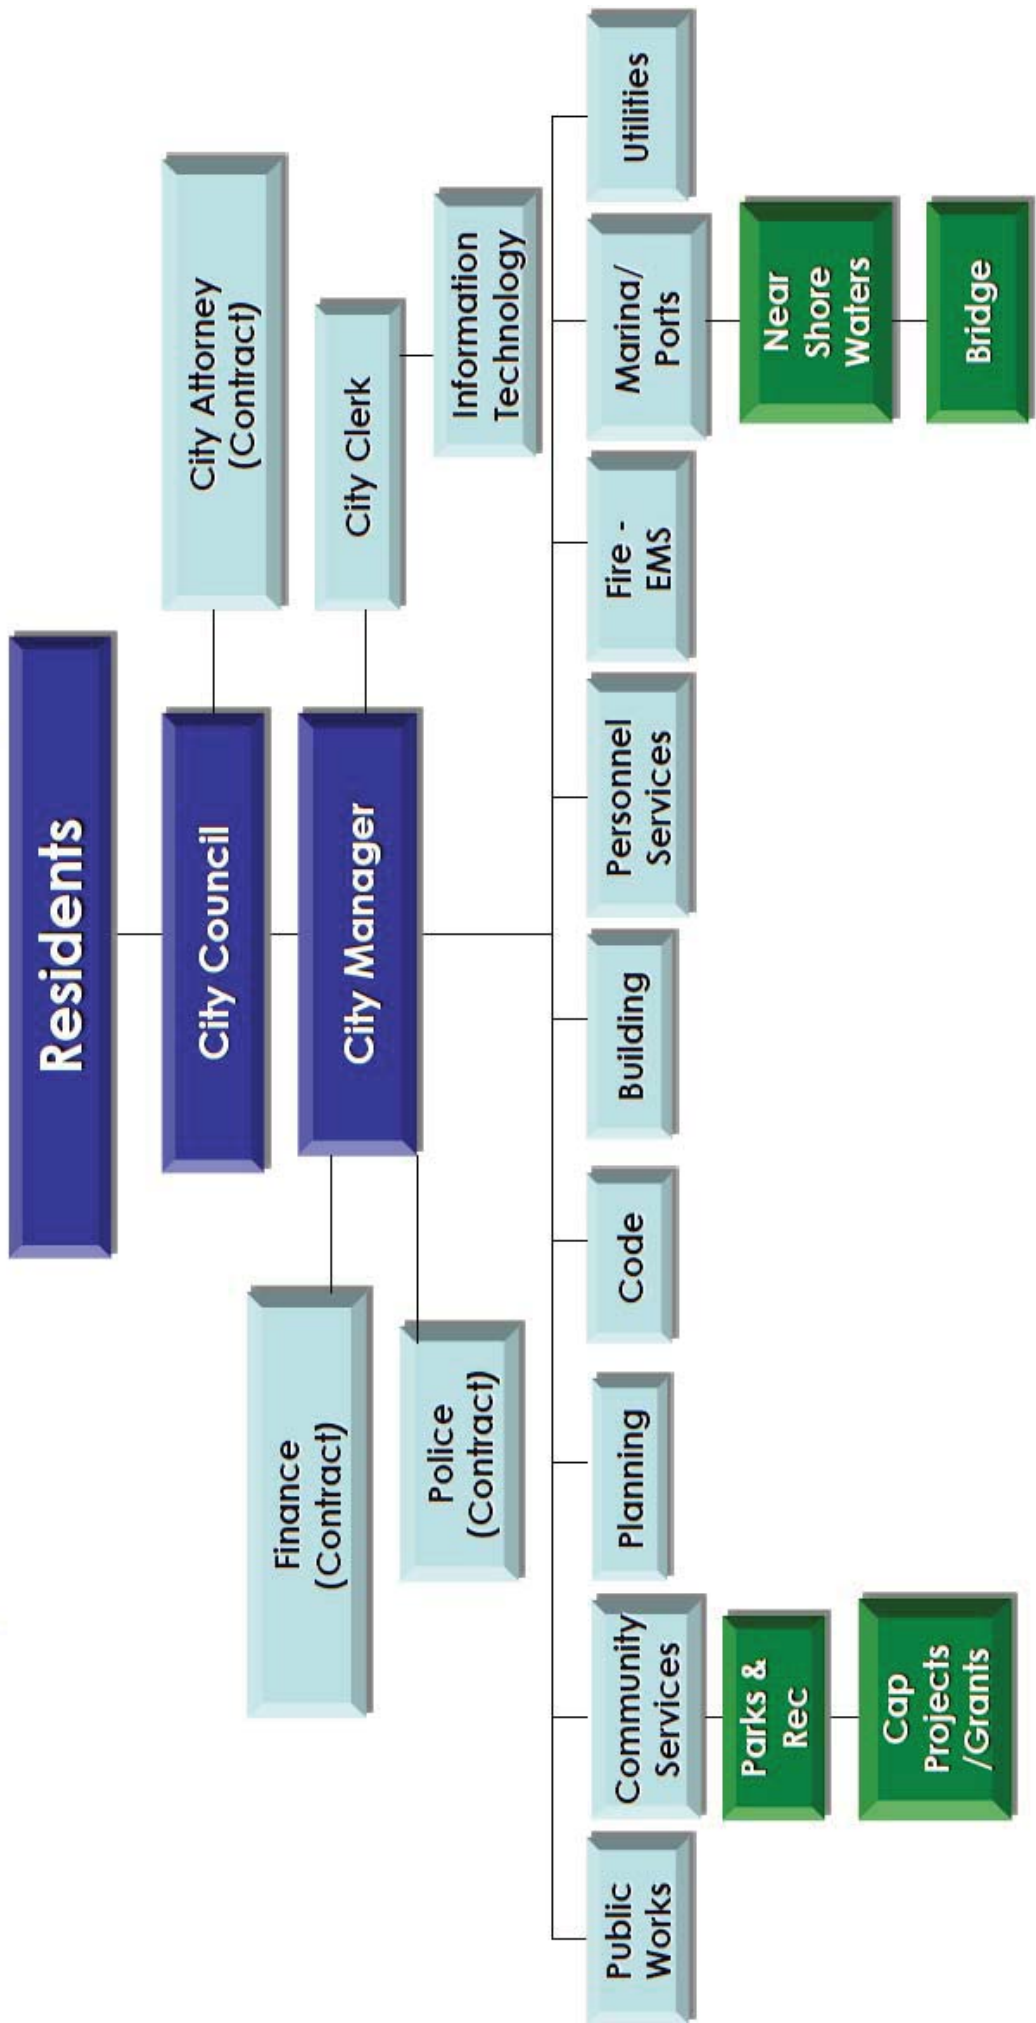 Residents
City Council
City Attorney
(Contract)
City Manager
Finance
(Contract)
City Clerk
Police
(Contract)
Information
Technology
Public
Works
Community
Services
Planning
Code
Building
Personnel
Services
Fire -
EMS
Marina/
Ports
Utilities
Parks &
Rec
Near
Shore
Waters
Cap
Projects
/Grants
Bridge